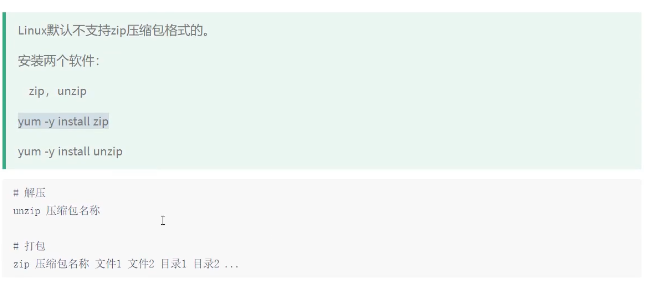 Linux默认不支持zip压缩包格式的。
安装两个软件：
zip，unzip
yum -y install zip
yum -y install unzip
# 解压
unzip 压缩包名称
# 打包
zip 压缩包名称 文件1 文件2 目录1 目录2 ...